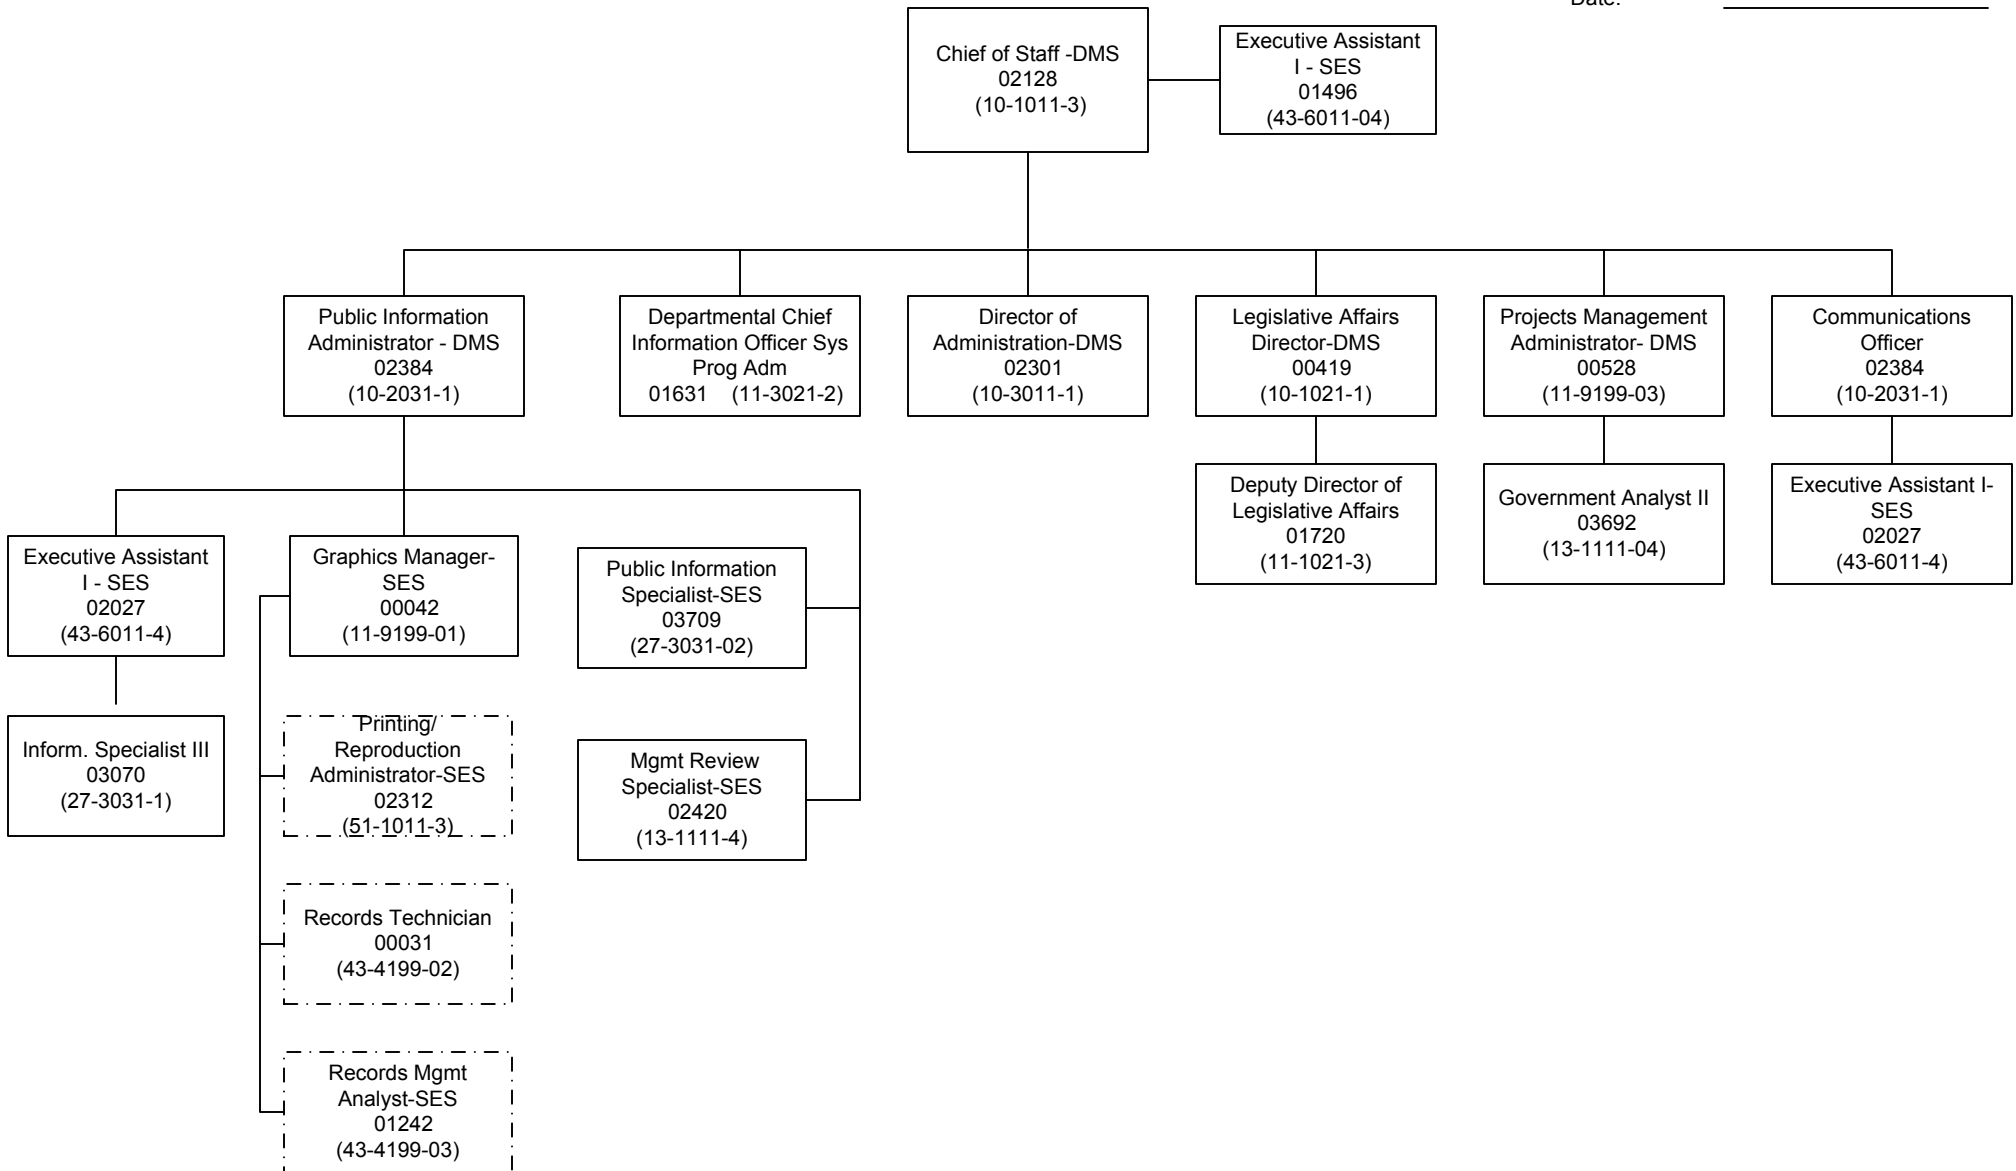 Date:
Chief of Staff -DMS
02128
(10-1011-3)
Executive Assistant
I - SES
01496
(43-6011-04)
Public Information
Administrator - DMS
02384
(10-2031-1)
Departmental Chief
Information Officer Sys
Prog Adm
01631 (11-3021-2)
Director of
Administration-DMS
02301
(10-3011-1)
Legislative Affairs
Director-DMS
00419
(10-1021-1)
Projects Management
Administrator- DMS
00528
(11-9199-03)
Communications
Officer
02384
(10-2031-1)
Deputy Director of
Legislative Affairs
01720
(11-1021-3)
Government Analyst II
03692
(13-1111-04)
Executive Assistant I-
SES
02027
(43-6011-4)
Executive Assistant
I - SES
02027
(43-6011-4)
Graphics Manager-
SES
00042
(11-9199-01)
Public Information
Specialist-SES
03709
(27-3031-02)
Inform. Specialist III
03070
(27-3031-1)
Printing/
Reproduction
Administrator-SES
02312
(51-1011-3)
Mgmt Review
Specialist-SES
02420
(13-1111-4)
Records Technician
00031
(43-4199-02)
Records Mgmt
Analyst-SES
01242
(43-4199-03)